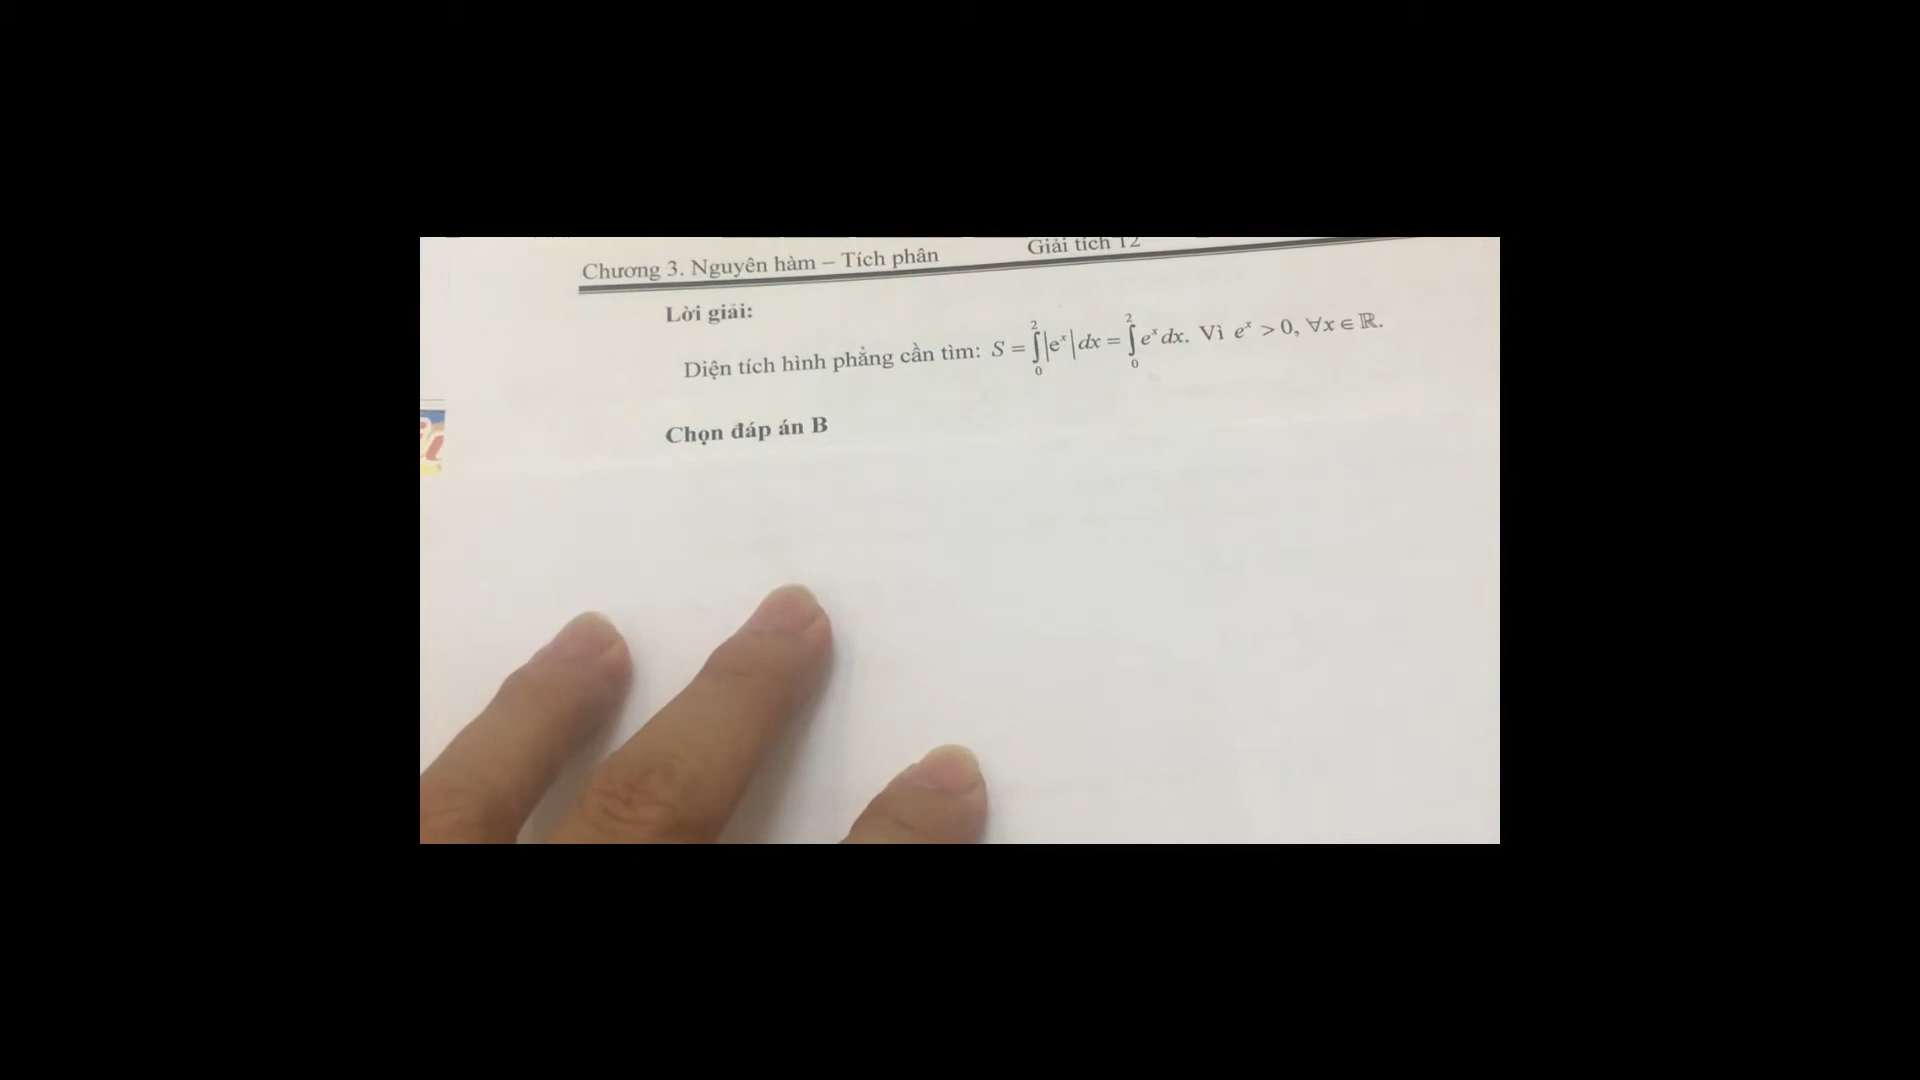 Chương 3. Nguyên hàm – Tích phân Giải tích 12
Lời giải:
Diện tích hình phẳng cần tìm: S = ∫₀² |eˣ| dx = ∫₀² eˣ dx. Vì eˣ > 0, ∀x ∈ ℝ.
Chọn đáp án B